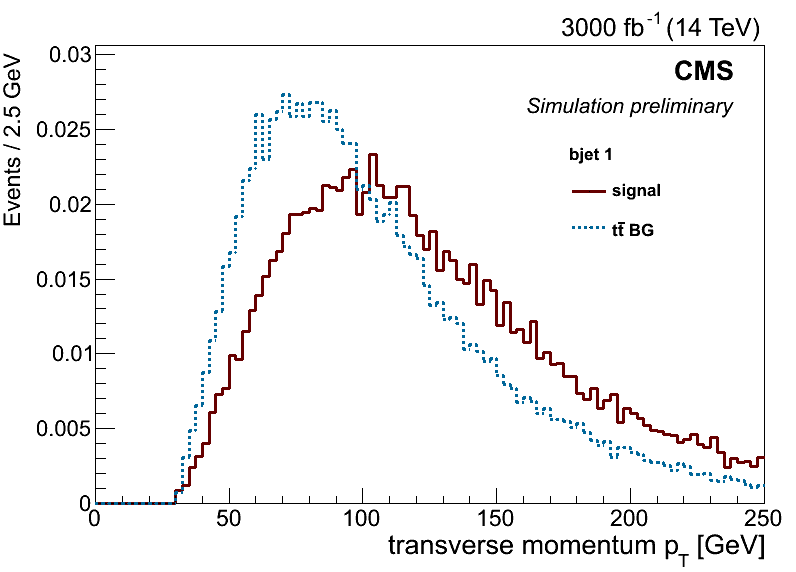 3000 fb⁻¹ (14 TeV)
CMS
Simulation preliminary
bjet 1
signal
tt̄ BG
Events / 2.5 GeV
0.03
0.025
0.02
0.015
0.01
0.005
0
0 50 100 150 200 250
transverse momentum p_T [GeV]